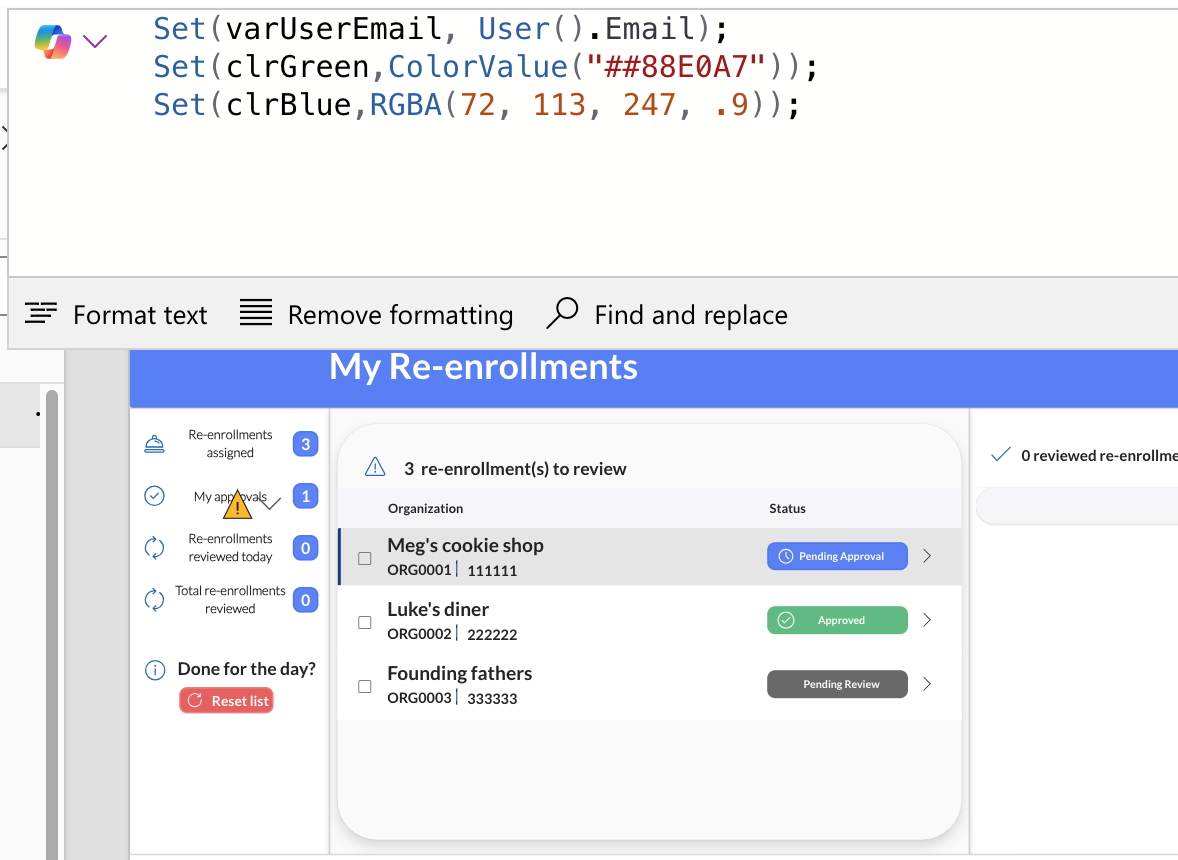 Set(varUserEmail, User().Email);
Set(clrGreen,ColorValue("##88E0A7"));
Set(clrBlue,RGBA(72, 113, 247, .9));
Format text
Remove formatting
Find and replace
My Re-enrollments
Re-enrollments
assigned
3
My approvals
1
Re-enrollments
reviewed today
0
Total re-enrollments
reviewed
0
Done for the day?
Reset list
3 re-enrollment(s) to review
Organization Status
Meg's cookie shop
ORG0001 | 111111
Pending Approval
Luke's diner
ORG0002 | 222222
Approved
Founding fathers
ORG0003 | 333333
Pending Review
0 reviewed re-enrollme